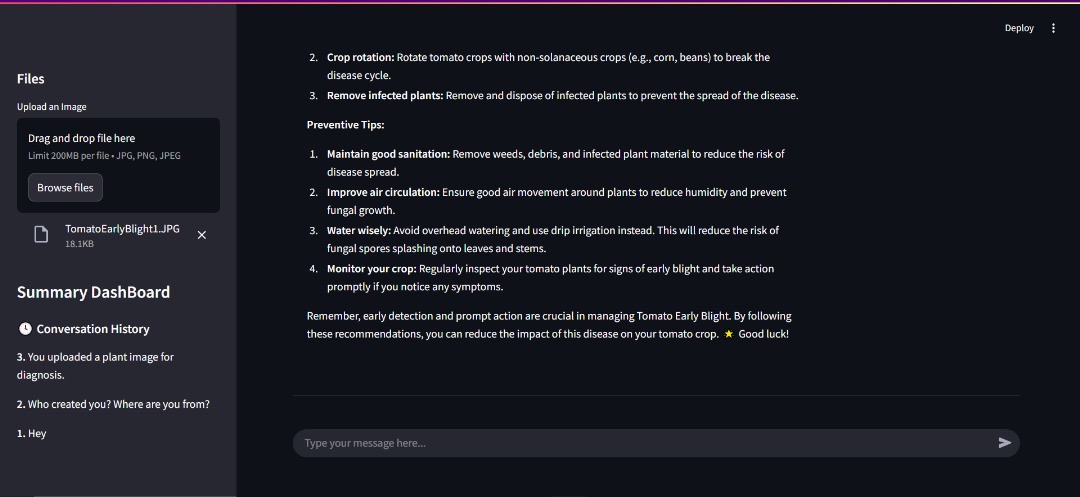 Deploy
Files
Upload an Image
Drag and drop file here
Limit 200MB per file • JPG, PNG, JPEG
Browse files
TomatoEarlyBlight1.JPG
18.1KB
Summary DashBoard
Conversation History
3. You uploaded a plant image for
diagnosis.
2. Who created you? Where are you from?
1. Hey
2. Crop rotation: Rotate tomato crops with non-solanaceous crops (e.g., corn, beans) to break the
disease cycle.
3. Remove infected plants: Remove and dispose of infected plants to prevent the spread of the disease.
Preventive Tips:
1. Maintain good sanitation: Remove weeds, debris, and infected plant material to reduce the risk of
disease spread.
2. Improve air circulation: Ensure good air movement around plants to reduce humidity and prevent
fungal growth.
3. Water wisely: Avoid overhead watering and use drip irrigation instead. This will reduce the risk of
fungal spores splashing onto leaves and stems.
4. Monitor your crop: Regularly inspect your tomato plants for signs of early blight and take action
promptly if you notice any symptoms.
Remember, early detection and prompt action are crucial in managing Tomato Early Blight. By following
these recommendations, you can reduce the impact of this disease on your tomato crop. ⭐ Good luck!
Type your message here...